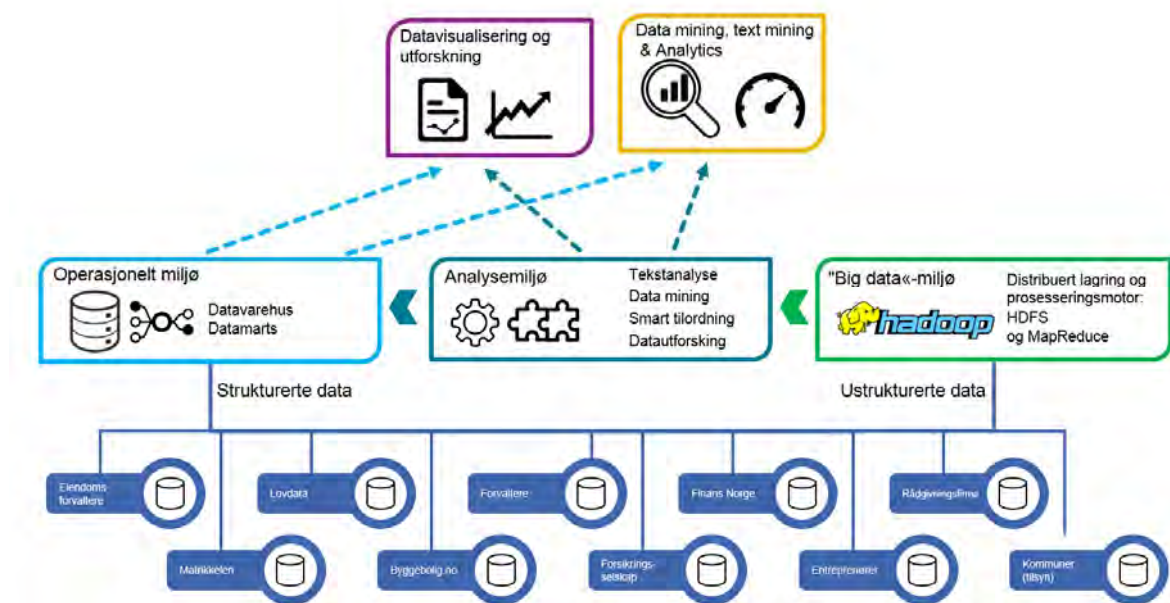 Datavisualisering og
utforskning
Data mining, text mining
& Analytics
Operasjonelt miljø
Datavarehus
Datamarts
Analysemiljø
Tekstanalyse
Data mining
Smart tilordning
Datautforsking
"Big data«-miljø
hadoop
Distribuert lagring og
prosesseringsmotor:
HDFS
og MapReduce
Strukturerte data
Ustrukturerte data
Eiendoms
forvaltere
Lovdata
Forvaltere
Finans Norge
Rådgivningsfirma
Matrikkelen
Byggebolig.no
Forsikrings-
selskap
Entreprenører
Kommuner
(tilsyn)